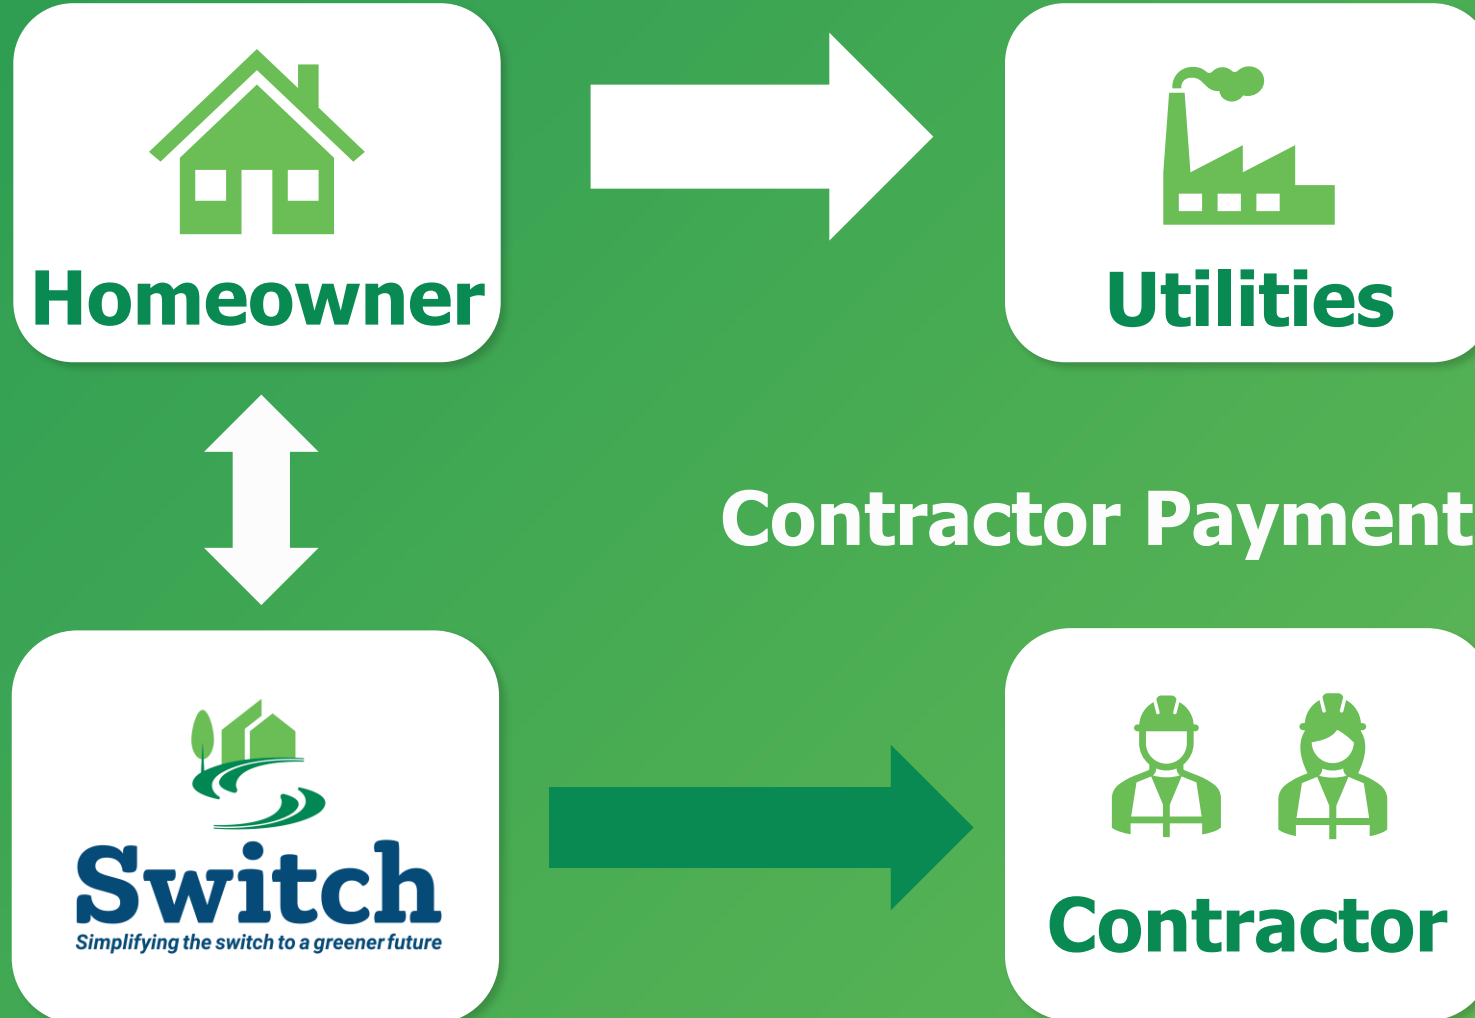 Homeowner
Utilities
Contractor Payment
Switch
Simplifying the switch to a greener future
Contractor